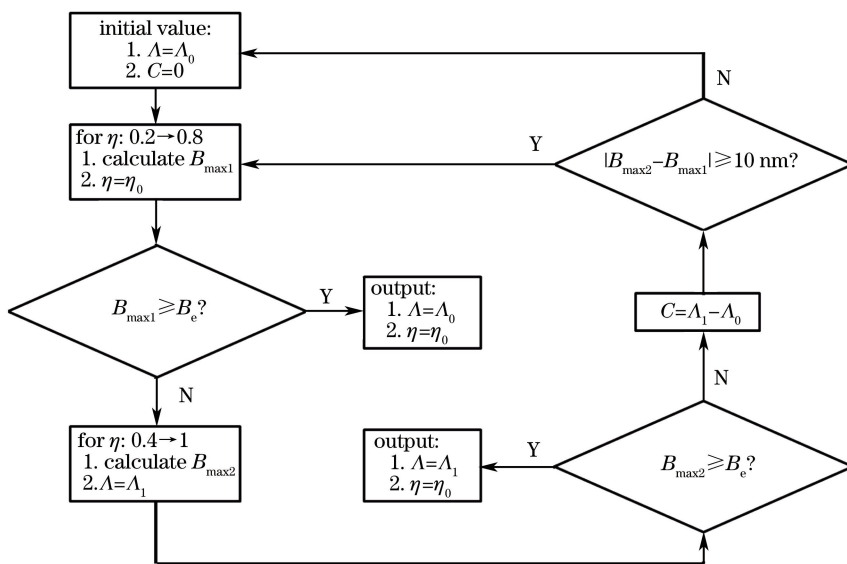 initial value:
1. Λ=Λ₀
2. C=0
N
for η: 0.2→0.8
1. calculate Bmax1
2. η=η₀
Y
|Bmax2−Bmax1|≥10 nm?
Bmax1≥Be?
Y
output:
1. Λ=Λ₀
2. η=η₀
C=Λ₁−Λ₀
N
N
for η: 0.4→1
1. calculate Bmax2
2.Λ=Λ₁
output:
1. Λ=Λ₁
2. η=η₀
Y
Bmax2≥Be?